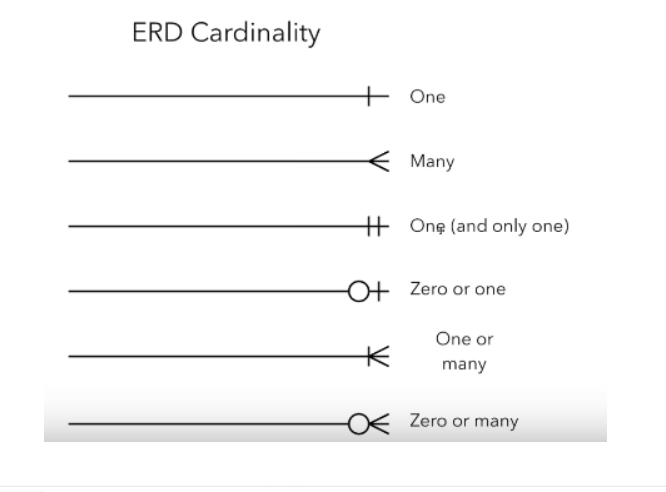 ERD Cardinality
One
Many
One (and only one)
Zero or one
One or
many
Zero or many